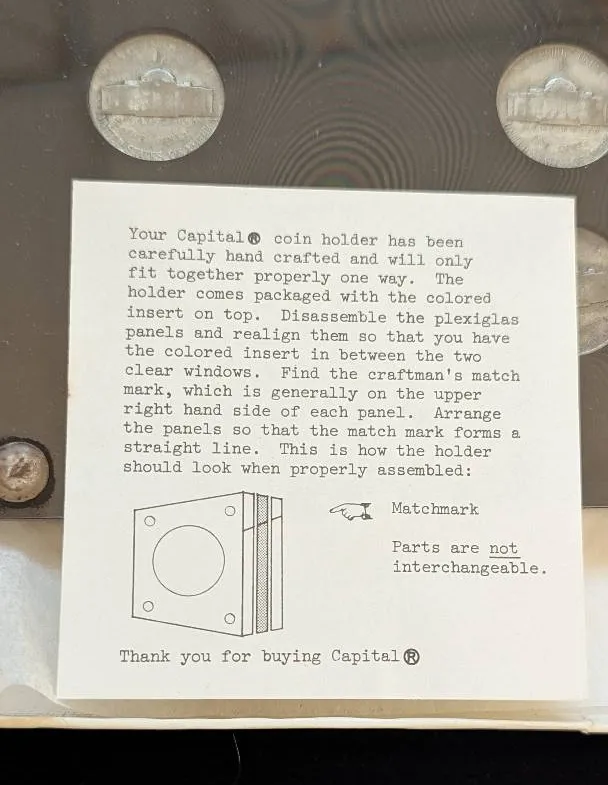 Your Capital® coin holder has been
carefully hand crafted and will only
fit together properly one way. The
holder comes packaged with the colored
insert on top. Disassemble the plexiglas
panels and realign them so that you have
the colored insert in between the two
clear windows. Find the craftman's match
mark, which is generally on the upper
right hand side of each panel. Arrange
the panels so that the match mark forms a
straight line. This is how the holder
should look when properly assembled:
Matchmark
Parts are not
interchangeable.
Thank you for buying Capital®